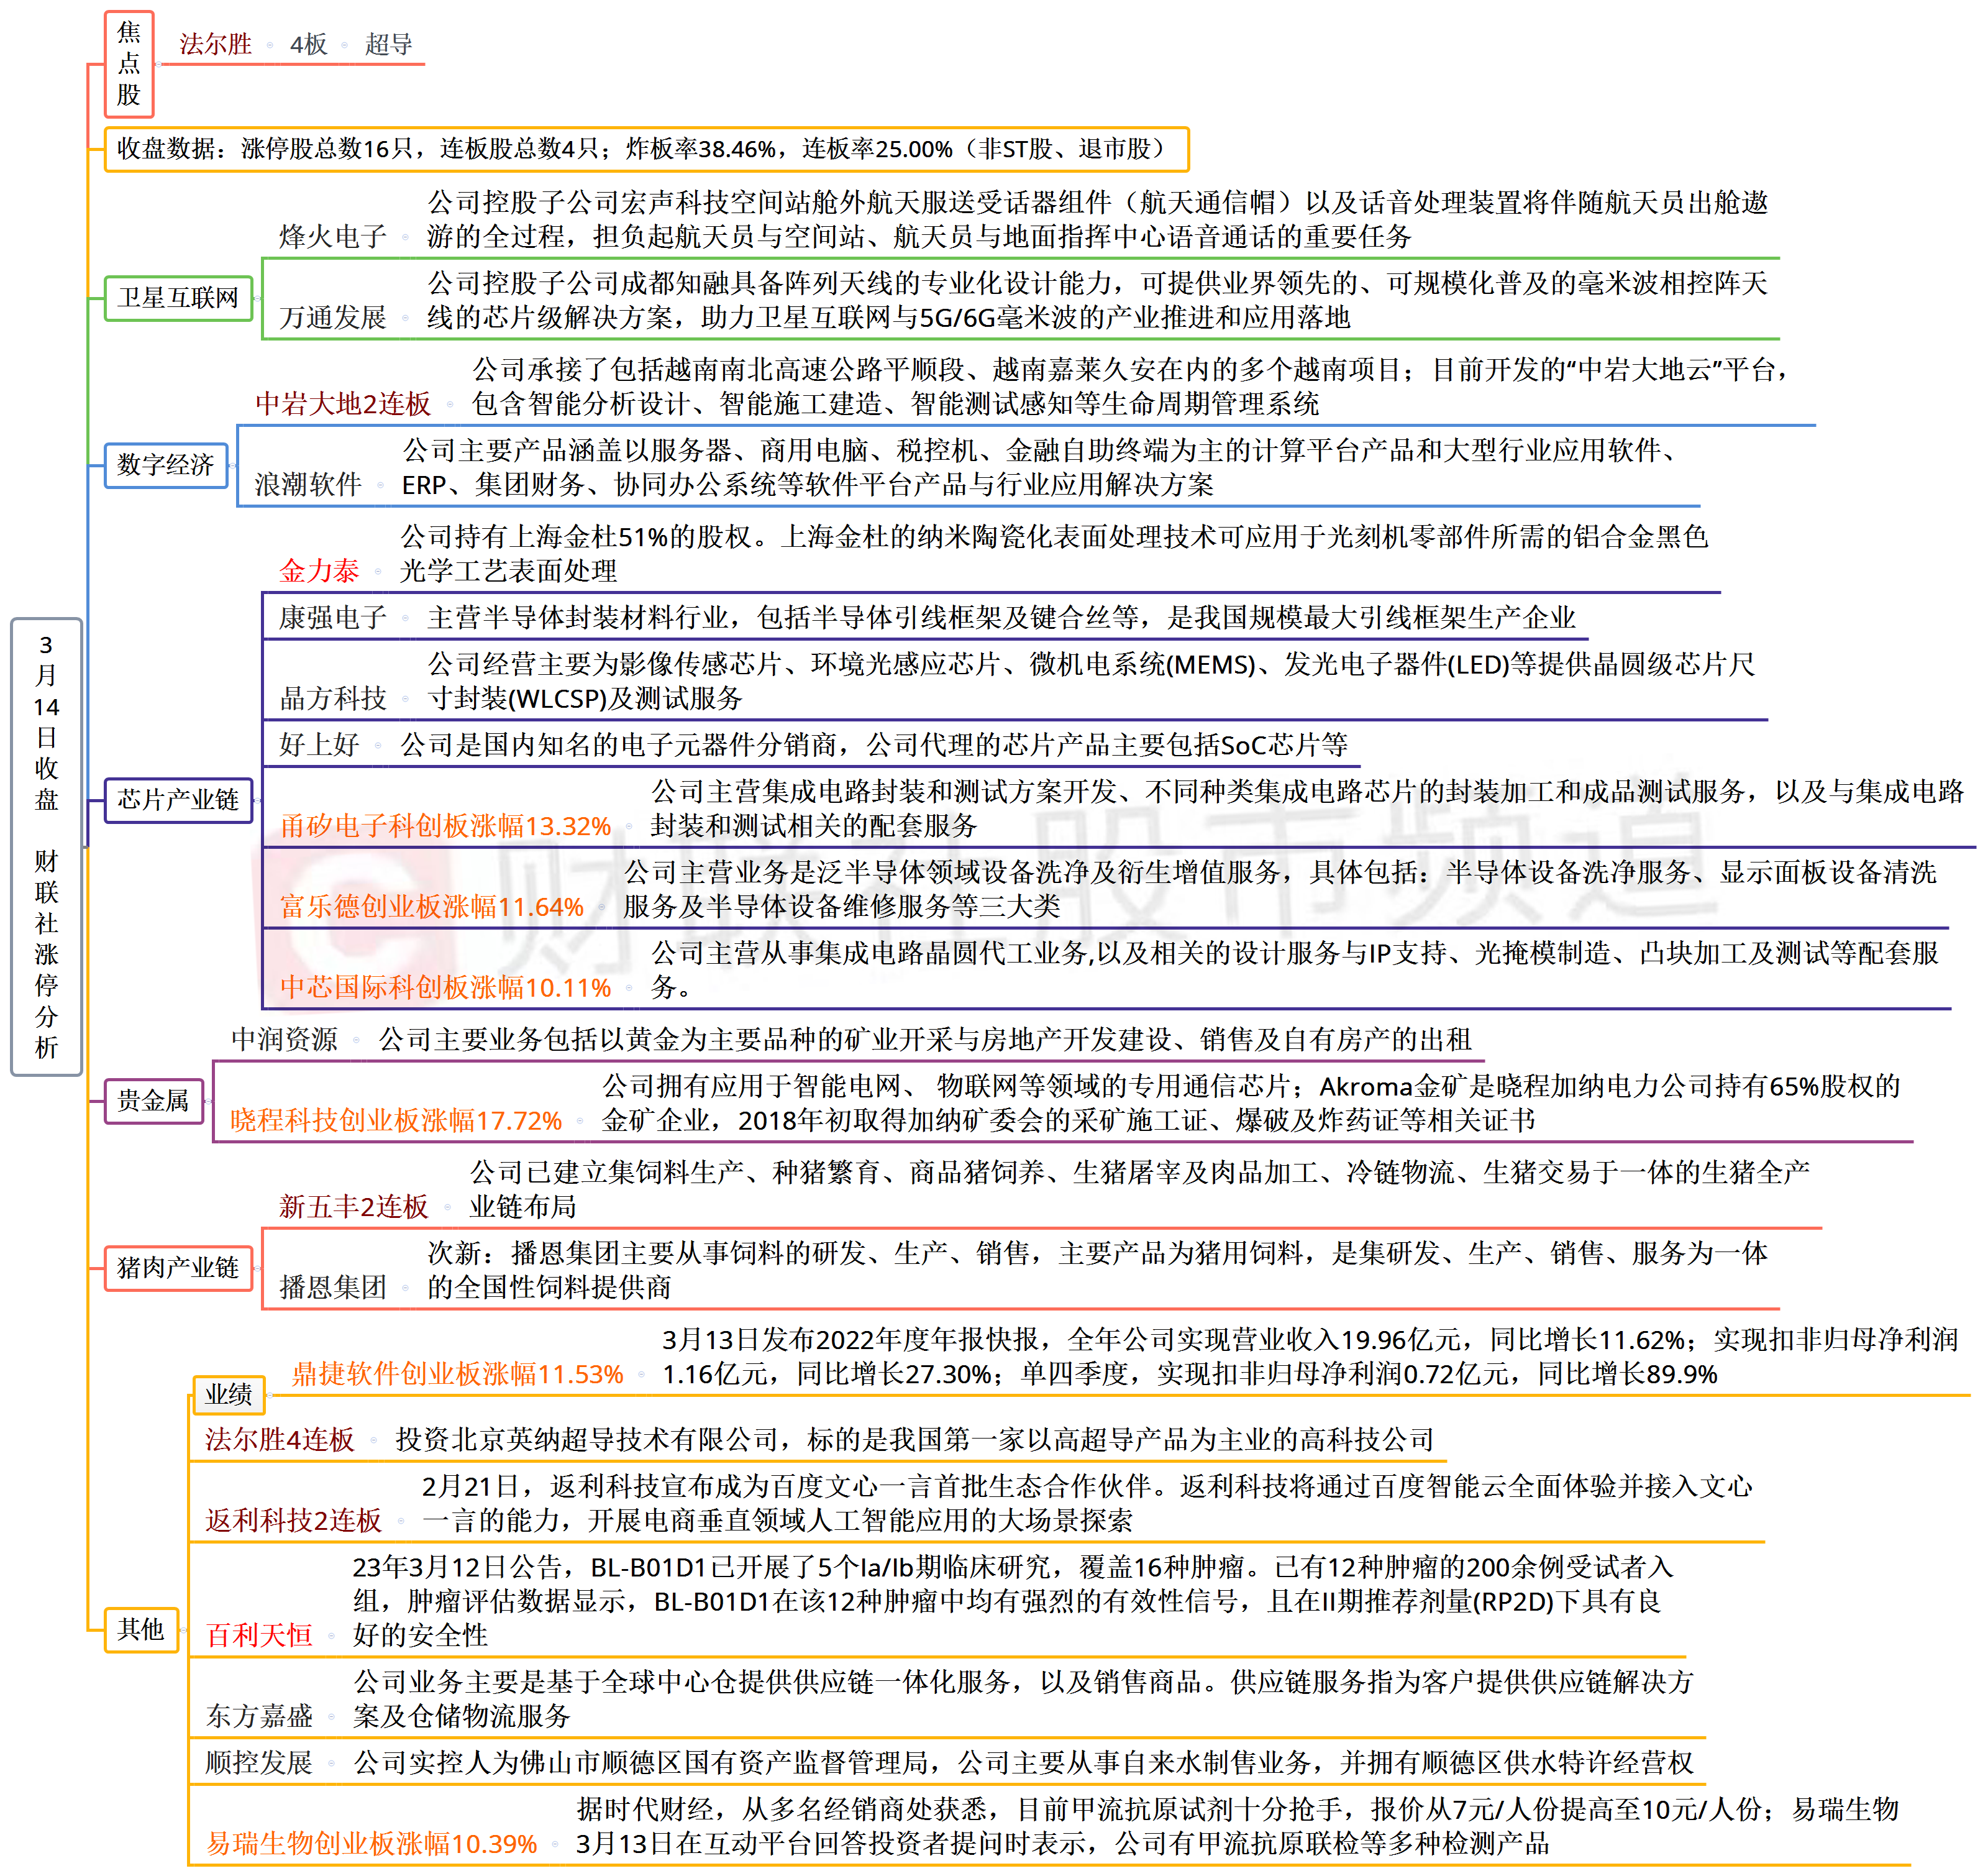 3月14日收盘 财联社涨停分析
焦点股
法尔胜 4板 超导
收盘数据：涨停股总数16只，连板股总数4只；炸板率38.46%，连板率25.00%（非ST股、退市股）
卫星互联网
烽火电子
公司控股子公司宏声科技空间站舱外航天服送受话器组件（航天通信帽）以及话音处理装置将伴随航天员出舱遨
游的全过程，担负起航天员与空间站、航天员与地面指挥中心语音通话的重要任务
万通发展
公司控股子公司成都知融具备阵列天线的专业化设计能力，可提供业界领先的、可规模化普及的毫米波相控阵天
线的芯片级解决方案，助力卫星互联网与5G/6G毫米波的产业推进和应用落地
数字经济
中岩大地2连板
公司承接了包括越南南北高速公路平顺段、越南嘉莱久安在内的多个越南项目；目前开发的“中岩大地云”平台，
包含智能分析设计、智能施工建造、智能测试感知等生命周期管理系统
浪潮软件
公司主要产品涵盖以服务器、商用电脑、税控机、金融自助终端为主的计算平台产品和大型行业应用软件、
ERP、集团财务、协同办公系统等软件平台产品与行业应用解决方案
芯片产业链
金力泰
公司持有上海金杜51%的股权。上海金杜的纳米陶瓷化表面处理技术可应用于光刻机零部件所需的铝合金黑色
光学工艺表面处理
康强电子
主营半导体封装材料行业，包括半导体引线框架及键合丝等，是我国规模最大引线框架生产企业
晶方科技
公司经营主要为影像传感芯片、环境光感应芯片、微机电系统(MEMS)、发光电子器件(LED)等提供晶圆级芯片尺
寸封装(WLCSP)及测试服务
好上好
公司是国内知名的电子元器件分销商，公司代理的芯片产品主要包括SoC芯片等
甬矽电子科创板涨幅13.32%
公司主营集成电路封装和测试方案开发、不同种类集成电路芯片的封装加工和成品测试服务，以及与集成电路
封装和测试相关的配套服务
富乐德创业板涨幅11.64%
公司主营业务是泛半导体领域设备洗净及衍生增值服务，具体包括：半导体设备洗净服务、显示面板设备清洗
服务及半导体设备维修服务等三大类
中芯国际科创板涨幅10.11%
公司主营从事集成电路晶圆代工业务,以及相关的设计服务与IP支持、光掩模制造、凸块加工及测试等配套服
务。
财联社股市频道
贵金属
中润资源
公司主要业务包括以黄金为主要品种的矿业开采与房地产开发建设、销售及自有房产的出租
晓程科技创业板涨幅17.72%
公司拥有应用于智能电网、 物联网等领域的专用通信芯片；Akroma金矿是晓程加纳电力公司持有65%股权的
金矿企业，2018年初取得加纳矿委会的采矿施工证、爆破及炸药证等相关证书
猪肉产业链
新五丰2连板
公司已建立集饲料生产、种猪繁育、商品猪饲养、生猪屠宰及肉品加工、冷链物流、生猪交易于一体的生猪全产
业链布局
播恩集团
次新：播恩集团主要从事饲料的研发、生产、销售，主要产品为猪用饲料，是集研发、生产、销售、服务为一体
的全国性饲料提供商
其他
业绩
鼎捷软件创业板涨幅11.53%
3月13日发布2022年度年报快报，全年公司实现营业收入19.96亿元，同比增长11.62%；实现扣非归母净利润
1.16亿元，同比增长27.30%；单四季度，实现扣非归母净利润0.72亿元，同比增长89.9%
法尔胜4连板
投资北京英纳超导技术有限公司，标的是我国第一家以高超导产品为主业的高科技公司
返利科技2连板
2月21日，返利科技宣布成为百度文心一言首批生态合作伙伴。返利科技将通过百度智能云全面体验并接入文心
一言的能力，开展电商垂直领域人工智能应用的大场景探索
百利天恒
23年3月12日公告，BL-B01D1已开展了5个Ia/Ib期临床研究，覆盖16种肿瘤。已有12种肿瘤的200余例受试者入
组，肿瘤评估数据显示，BL-B01D1在该12种肿瘤中均有强烈的有效性信号，且在II期推荐剂量(RP2D)下具有良
好的安全性
东方嘉盛
公司业务主要是基于全球中心仓提供供应链一体化服务，以及销售商品。供应链服务指为客户提供供应链解决方
案及仓储物流服务
顺控发展
公司实控人为佛山市顺德区国有资产监督管理局，公司主要从事自来水制售业务，并拥有顺德区供水特许经营权
易瑞生物创业板涨幅10.39%
据时代财经，从多名经销商处获悉，目前甲流抗原试剂十分抢手，报价从7元/人份提高至10元/人份；易瑞生物
3月13日在互动平台回答投资者提问时表示，公司有甲流抗原联检等多种检测产品